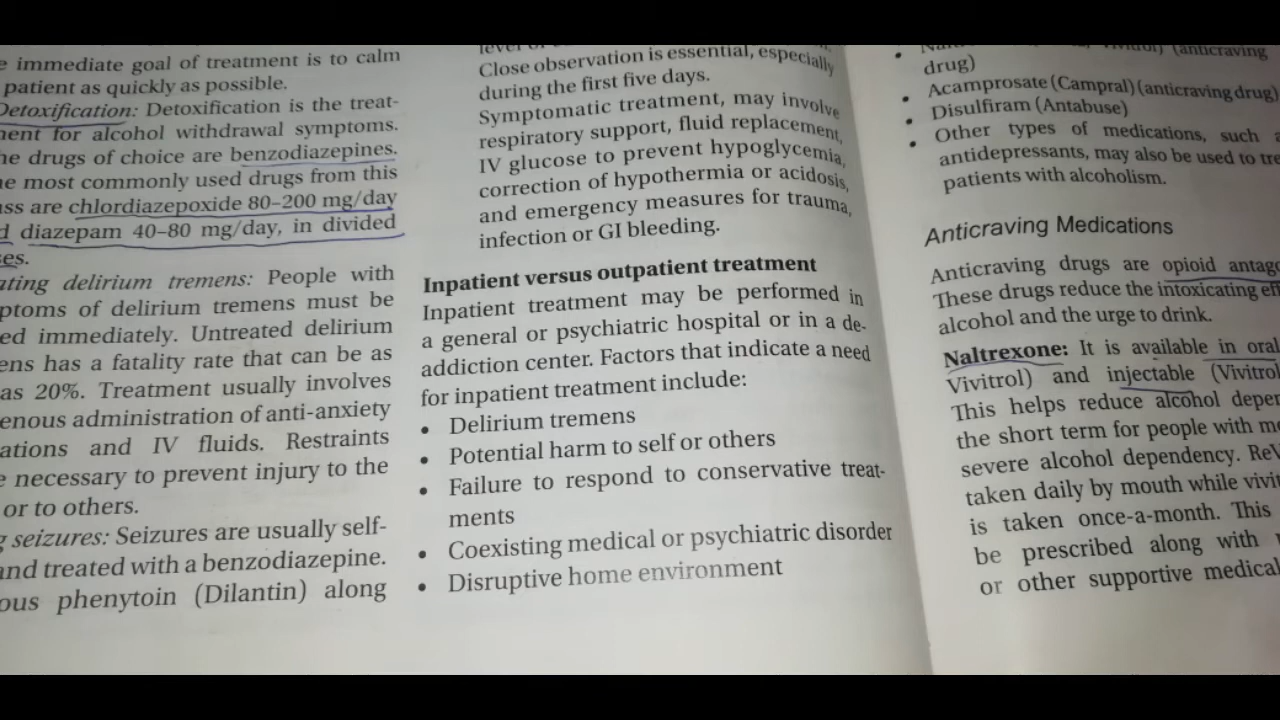 e immediate goal of treatment is to calm
patient as quickly as possible.
Detoxification: Detoxification is the treat-
ment for alcohol withdrawal symptoms.
he drugs of choice are benzodiazepines.
ne most commonly used drugs from this
ass are chlordiazepoxide 80–200 mg/day
d diazepam 40–80 mg/day, in divided
ses.
ating delirium tremens: People with
ptoms of delirium tremens must be
ed immediately. Untreated delirium
ens has a fatality rate that can be as
as 20%. Treatment usually involves
enous administration of anti-anxiety
ations and IV fluids. Restraints
e necessary to prevent injury to the
or to others.
g seizures: Seizures are usually self-
and treated with a benzodiazepine.
ous phenytoin (Dilantin) along
Close observation is essential, especially
during the first five days.
Symptomatic treatment, may involve
respiratory support, fluid replacement,
IV glucose to prevent hypoglycemia,
correction of hypothermia or acidosis,
and emergency measures for trauma,
infection or GI bleeding.
Inpatient versus outpatient treatment
Inpatient treatment may be performed in
a general or psychiatric hospital or in a de-
addiction center. Factors that indicate a need
for inpatient treatment include:
• Delirium tremens
• Potential harm to self or others
• Failure to respond to conservative treat-
ments
• Coexisting medical or psychiatric disorder
• Disruptive home environment
(anticraving
drug)
• Acamprosate (Campral) (anticraving drug)
• Disulfiram (Antabuse)
• Other types of medications, such a
antidepressants, may also be used to tre
patients with alcoholism.
Anticraving Medications
Anticraving drugs are opioid antago
These drugs reduce the intoxicating eff
alcohol and the urge to drink.
Naltrexone: It is available in oral
Vivitrol) and injectable (Vivitrol
This helps reduce alcohol depen
the short term for people with mo
severe alcohol dependency. ReV
taken daily by mouth while vivit
is taken once-a-month. This
be prescribed along with
or other supportive medical